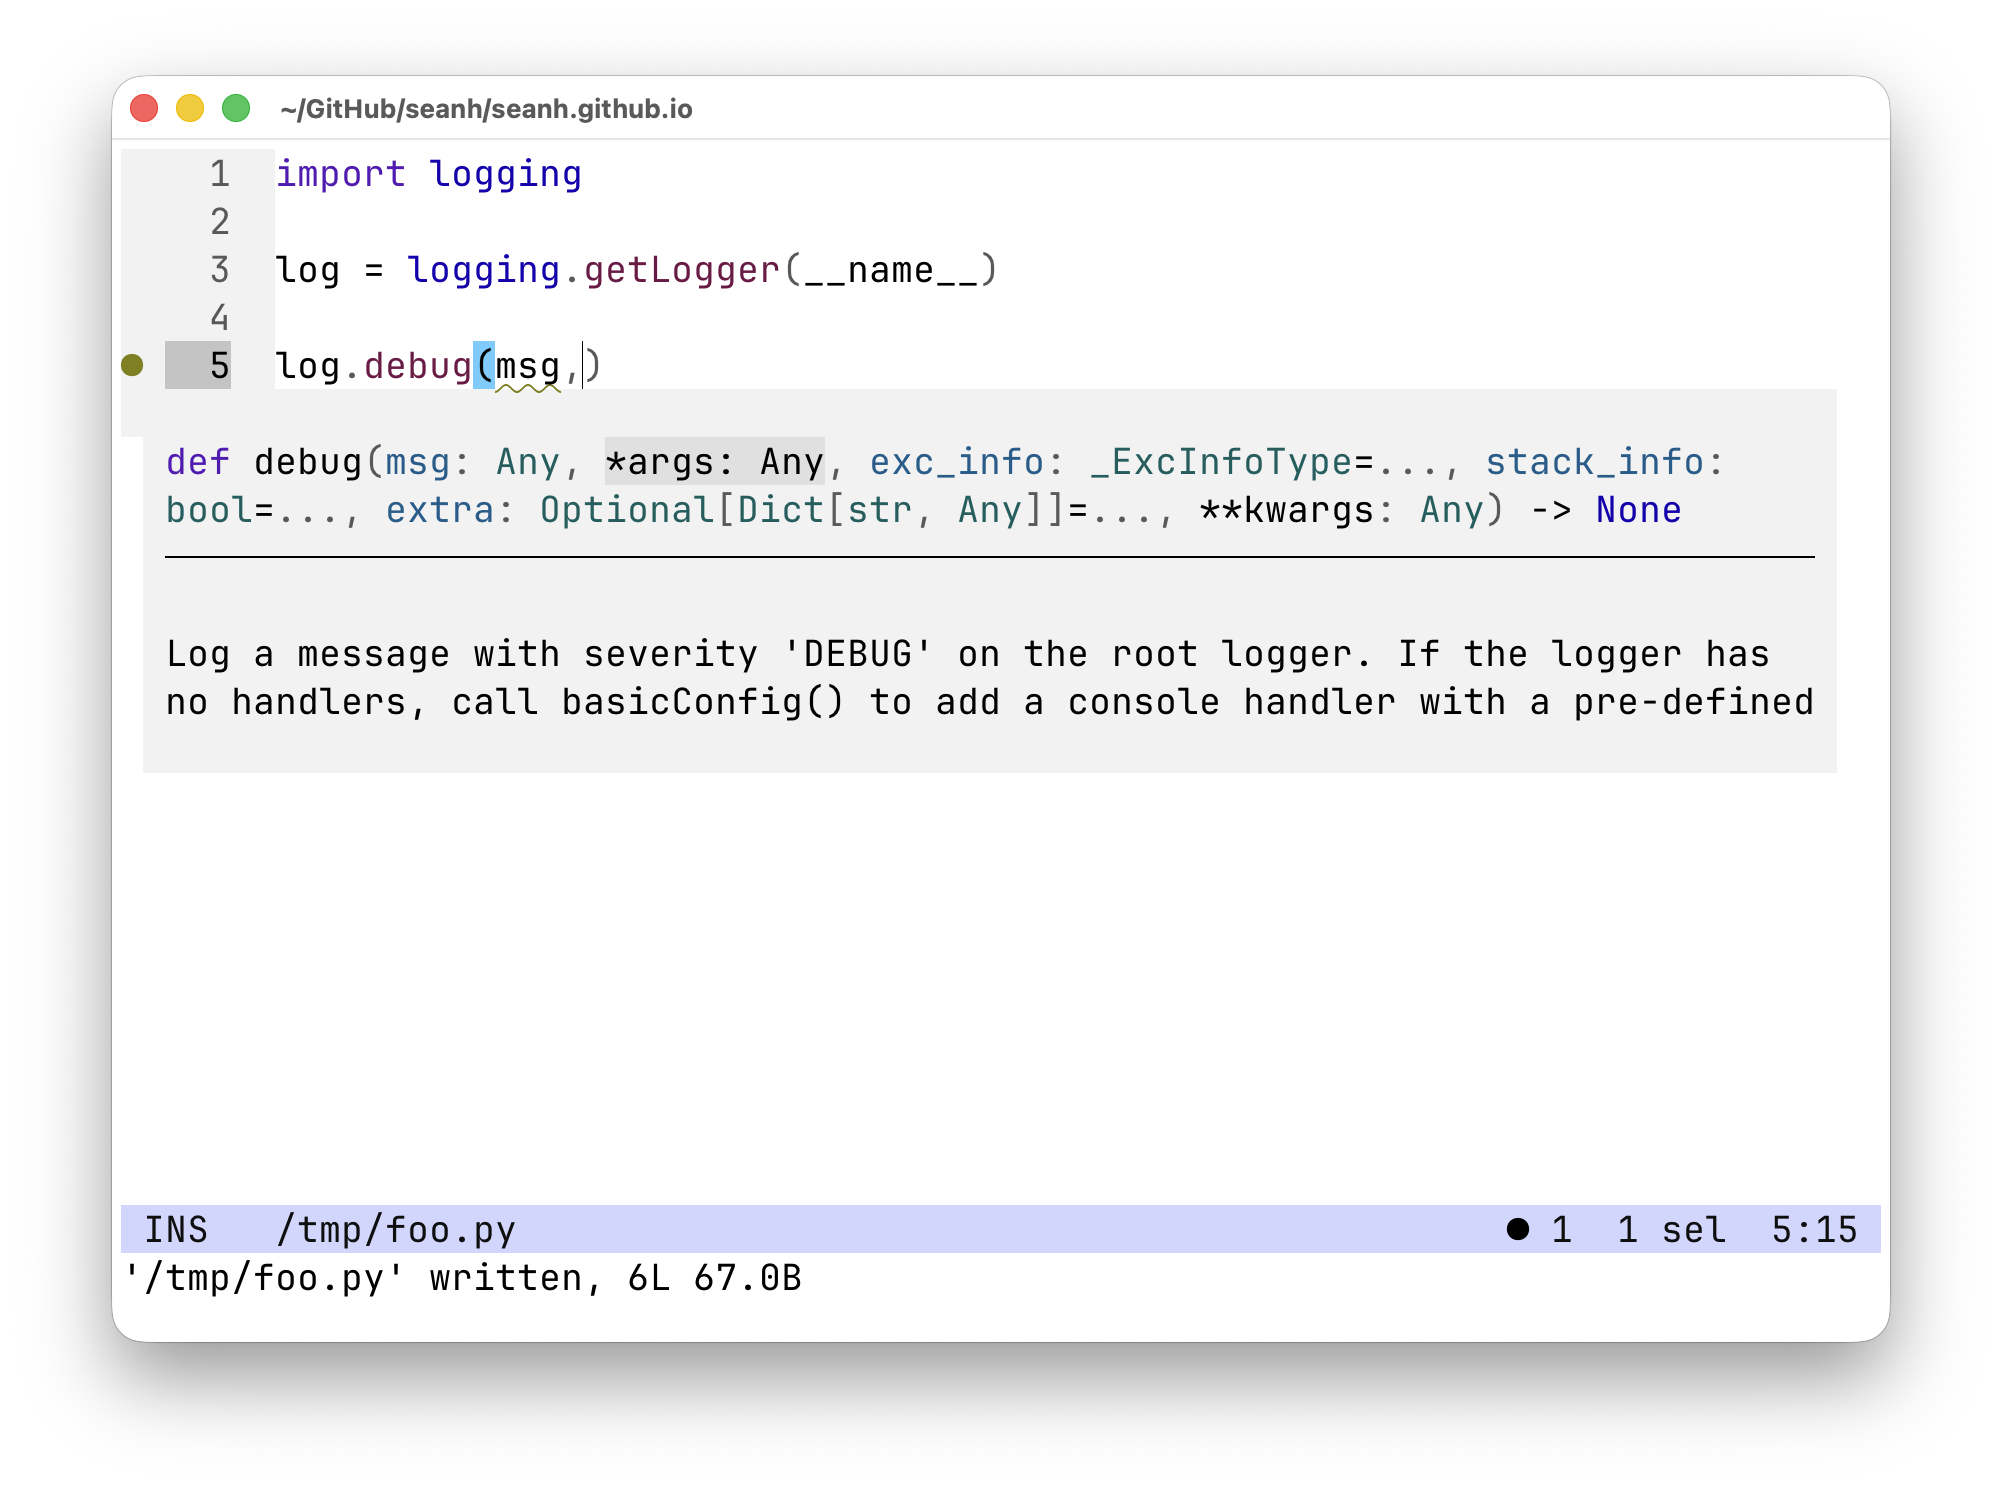 ~/GitHub/seanh/seanh.github.io
1 import logging
2
3 log = logging.getLogger(__name__)
4
5 log.debug(msg,)
def debug(msg: Any, *args: Any, exc_info: _ExcInfoType=..., stack_info:
bool=..., extra: Optional[Dict[str, Any]]=..., **kwargs: Any) -> None
Log a message with severity 'DEBUG' on the root logger. If the logger has
no handlers, call basicConfig() to add a console handler with a pre-defined
INS /tmp/foo.py ● 1 1 sel 5:15
'/tmp/foo.py' written, 6L 67.0B